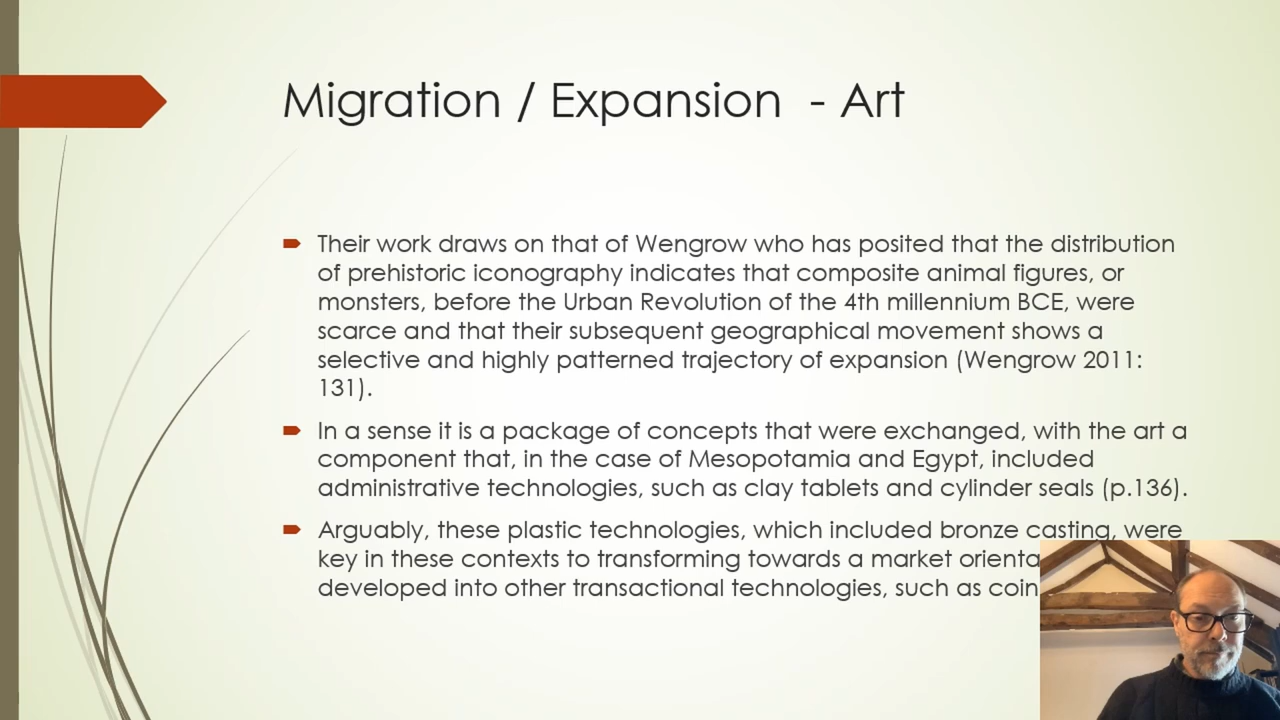 Migration / Expansion - Art
Their work draws on that of Wengrow who has posited that the distribution
of prehistoric iconography indicates that composite animal figures, or
monsters, before the Urban Revolution of the 4th millennium BCE, were
scarce and that their subsequent geographical movement shows a
selective and highly patterned trajectory of expansion (Wengrow 2011:
131).
In a sense it is a package of concepts that were exchanged, with the art a
component that, in the case of Mesopotamia and Egypt, included
administrative technologies, such as clay tablets and cylinder seals (p.136).
Arguably, these plastic technologies, which included bronze casting, were
key in these contexts to transforming towards a market
developed into other transactional technologies, such as